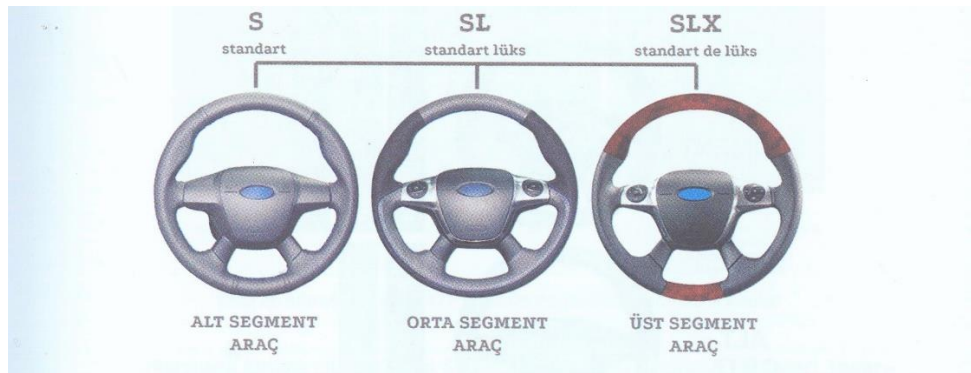 S
standart
SL
standart lüks
SLX
standart de lüks
ALT SEGMENT
ARAÇ
ORTA SEGMENT
ARAÇ
ÜST SEGMENT
ARAÇ